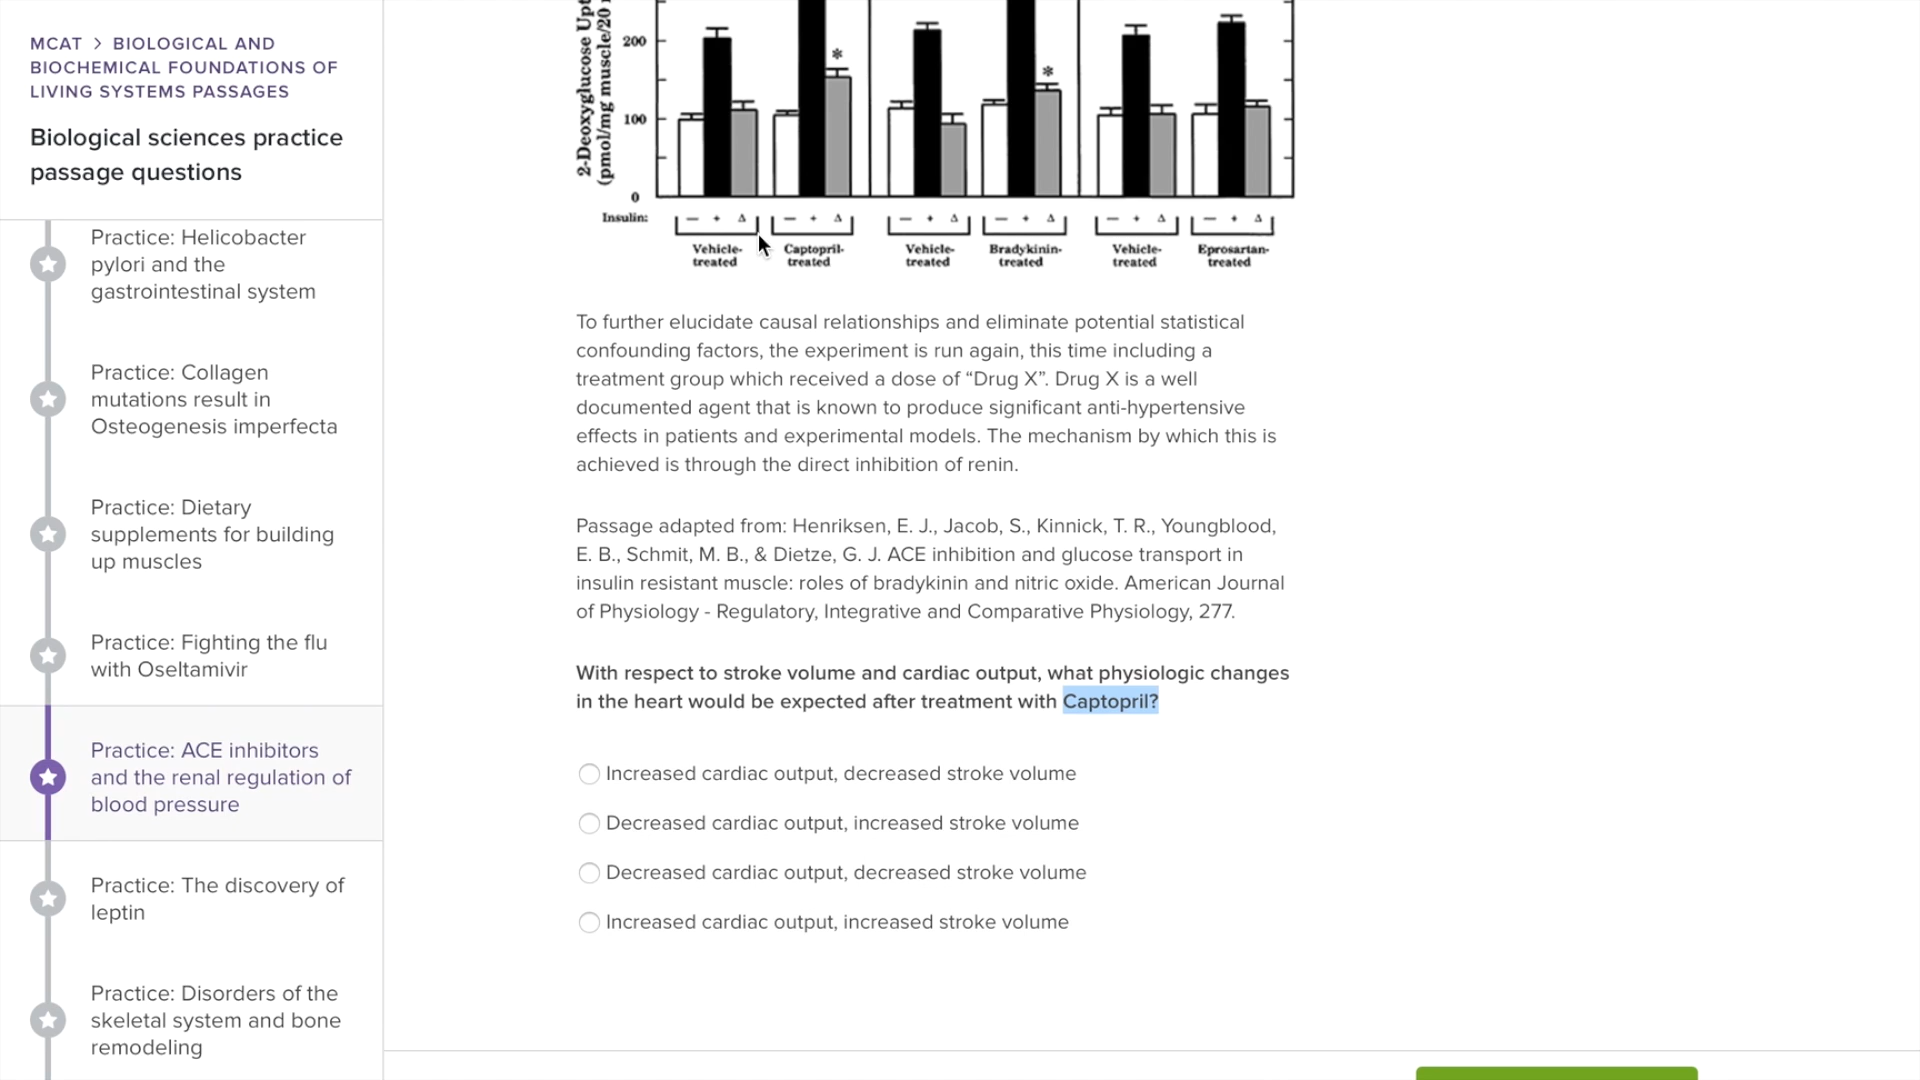 MCAT > BIOLOGICAL AND
BIOCHEMICAL FOUNDATIONS OF
LIVING SYSTEMS PASSAGES
Biological sciences practice
passage questions
Practice: Helicobacter
pylori and the
gastrointestinal system
Practice: Collagen
mutations result in
Osteogenesis imperfecta
Practice: Dietary
supplements for building
up muscles
Practice: Fighting the flu
with Oseltamivir
Practice: ACE inhibitors
and the renal regulation of
blood pressure
Practice: The discovery of
leptin
Practice: Disorders of the
skeletal system and bone
remodeling
2-Deoxyglucose
(pmol/mg muscle/20
200
100
0
* *
Insulin: — + Δ — + Δ — + Δ — + Δ — + Δ — + Δ
Vehicle-treated
Captopril-treated
Vehicle-treated
Bradykinin-treated
Vehicle-treated
Eprosartan-treated
To further elucidate causal relationships and eliminate potential statistical
confounding factors, the experiment is run again, this time including a
treatment group which received a dose of “Drug X”. Drug X is a well
documented agent that is known to produce significant anti-hypertensive
effects in patients and experimental models. The mechanism by which this is
achieved is through the direct inhibition of renin.
Passage adapted from: Henriksen, E. J., Jacob, S., Kinnick, T. R., Youngblood,
E. B., Schmit, M. B., & Dietze, G. J. ACE inhibition and glucose transport in
insulin resistant muscle: roles of bradykinin and nitric oxide. American Journal
of Physiology - Regulatory, Integrative and Comparative Physiology, 277.
With respect to stroke volume and cardiac output, what physiologic changes
in the heart would be expected after treatment with Captopril?
Increased cardiac output, decreased stroke volume
Decreased cardiac output, increased stroke volume
Decreased cardiac output, decreased stroke volume
Increased cardiac output, increased stroke volume